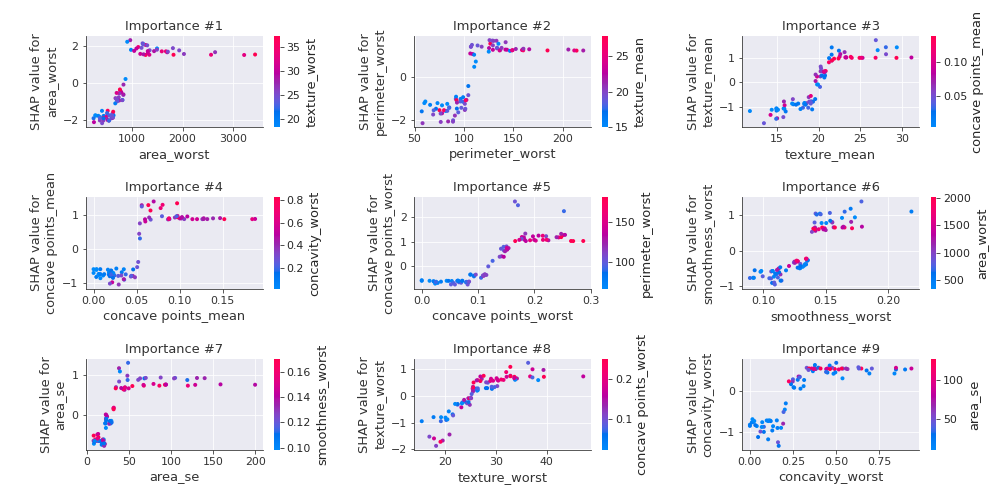 Importance #1
SHAP value for
area_worst
2
0
−2
1000
2000
3000
area_worst
35
30
25
20
texture_worst
Importance #2
SHAP value for
perimeter_worst
0
−2
50
100
150
200
perimeter_worst
25
20
15
texture_mean
Importance #3
SHAP value for
texture_mean
1
0
−1
15
20
25
30
texture_mean
0.10
0.05
concave points_mean
Importance #4
SHAP value for
concave points_mean
1
0
−1
0.00
0.05
0.10
0.15
concave points_mean
0.8
0.6
0.4
0.2
concavity_worst
Importance #5
SHAP value for
concave points_worst
2
1
0
0.0
0.1
0.2
0.3
concave points_worst
150
100
perimeter_worst
Importance #6
SHAP value for
smoothness_worst
1
0
−1
0.10
0.15
0.20
smoothness_worst
2000
1500
1000
500
area_worst
Importance #7
SHAP value for
area_se
1
0
0
50
100
150
200
area_se
0.16
0.14
0.12
0.10
smoothness_worst
Importance #8
SHAP value for
texture_worst
1
0
−1
−2
20
30
40
texture_worst
0.2
0.1
concave points_worst
Importance #9
SHAP value for
concavity_worst
0
−1
0.00
0.25
0.50
0.75
concavity_worst
100
50
area_se